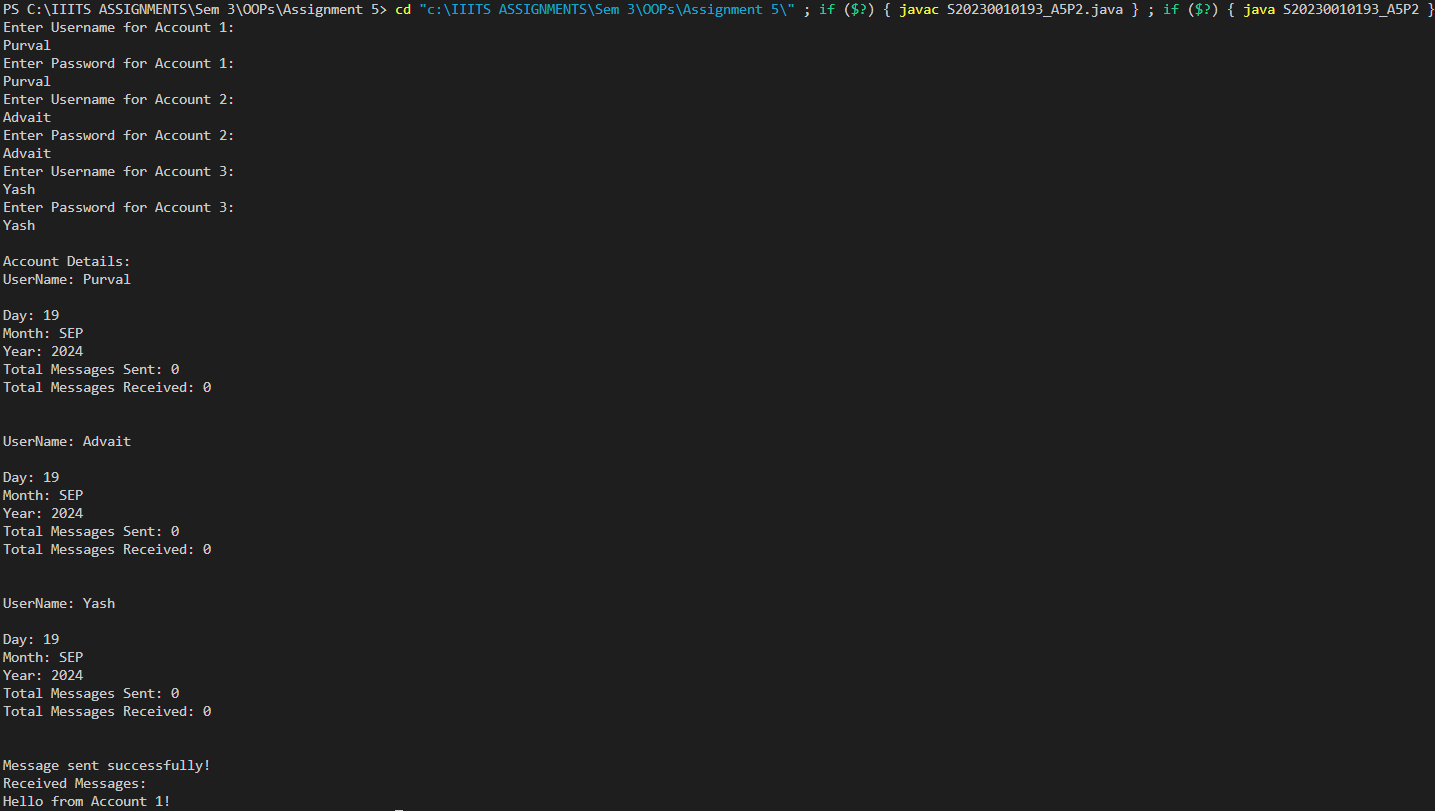 PS C:\IIITS ASSIGNMENTS\Sem 3\OOPs\Assignment 5> cd "c:\IIITS ASSIGNMENTS\Sem 3\OOPs\Assignment 5\" ; if ($?) { javac S20230010193_A5P2.java } ; if ($?) { java S20230010193_A5P2 }
Enter Username for Account 1:
Purval
Enter Password for Account 1:
Purval
Enter Username for Account 2:
Advait
Enter Password for Account 2:
Advait
Enter Username for Account 3:
Yash
Enter Password for Account 3:
Yash
Account Details:
UserName: Purval
Day: 19
Month: SEP
Year: 2024
Total Messages Sent: 0
Total Messages Received: 0
UserName: Advait
Day: 19
Month: SEP
Year: 2024
Total Messages Sent: 0
Total Messages Received: 0
UserName: Yash
Day: 19
Month: SEP
Year: 2024
Total Messages Sent: 0
Total Messages Received: 0
Message sent successfully!
Received Messages:
Hello from Account 1!